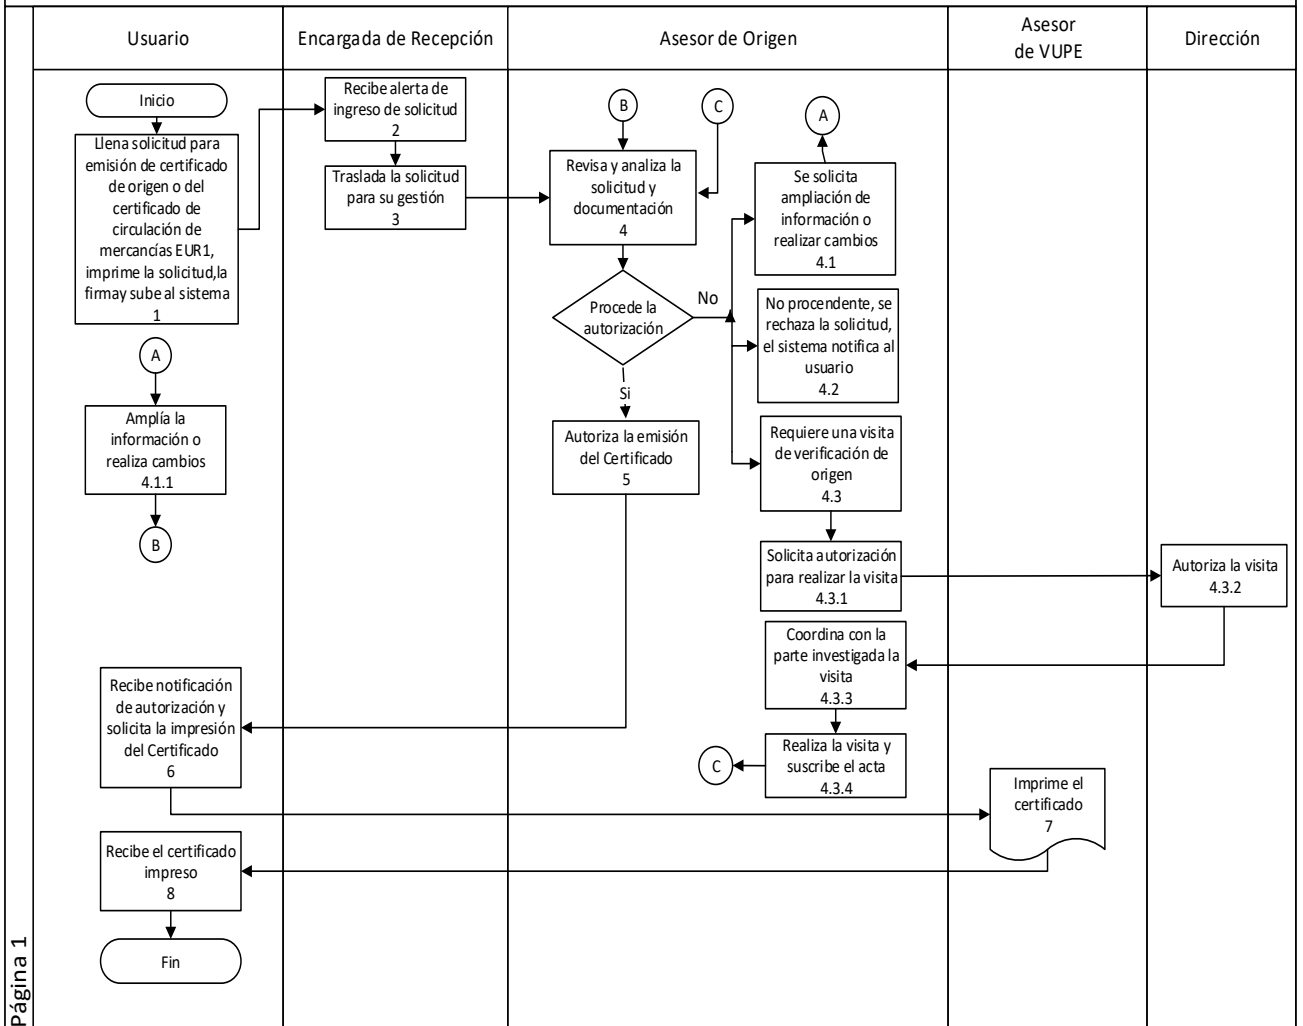 Usuario
Encargada de Recepción
Asesor de Origen
Asesor
de VUPE
Dirección
Inicio
Llena solicitud para
emisión de certificado
de origen o del
certificado de
circulación de
mercancías EUR1,
imprime la solicitud,la
firmay sube al sistema
1
A
Amplía la
información o
realiza cambios
4.1.1
B
Recibe notificación
de autorización y
solicita la impresión
del Certificado
6
Recibe el certificado
impreso
8
Fin
Recibe alerta de
ingreso de solicitud
2
Traslada la solicitud
para su gestión
3
B
C
A
Revisa y analiza la
solicitud y
documentación
4
Procede la
autorización
No
Si
Autoriza la emisión
del Certificado
5
Se solicita
ampliación de
información o
realizar cambios
4.1
No procendente, se
rechaza la solicitud,
el sistema notifica al
usuario
4.2
Requiere una visita
de verificación de
origen
4.3
Solicita autorización
para realizar la visita
4.3.1
Coordina con la
parte investigada la
visita
4.3.3
Realiza la visita y
suscribe el acta
4.3.4
C
Imprime el
certificado
7
Autoriza la visita
4.3.2
Página 1